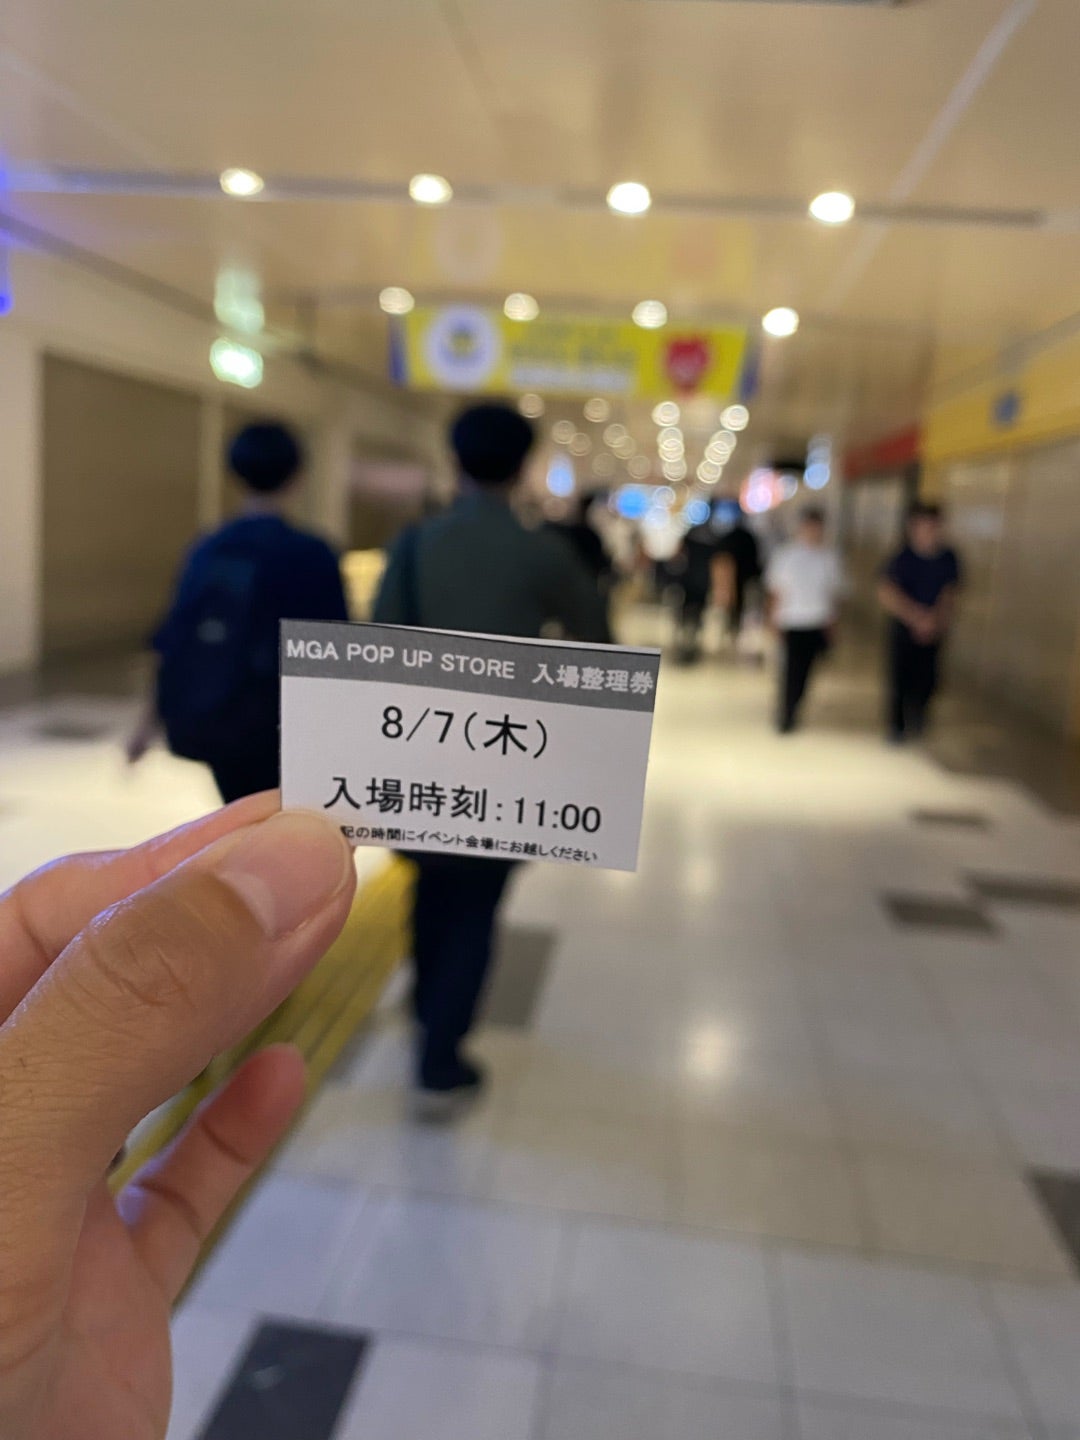 MGA POP UP STORE 入場整理券
8/7(木)
入場時刻:11:00
記の時間にイベント会場にお越しください